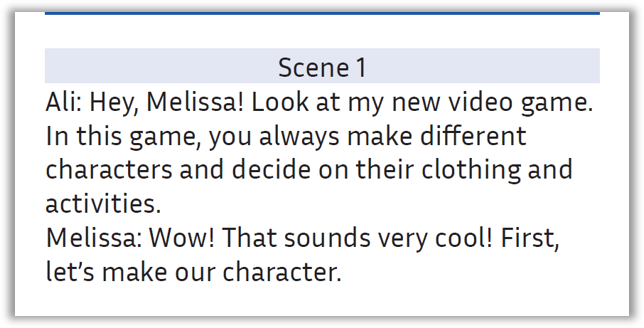 Scene 1
Ali: Hey, Melissa! Look at my new video game.
In this game, you always make different
characters and decide on their clothing and
activities.
Melissa: Wow! That sounds very cool! First,
let’s make our character.